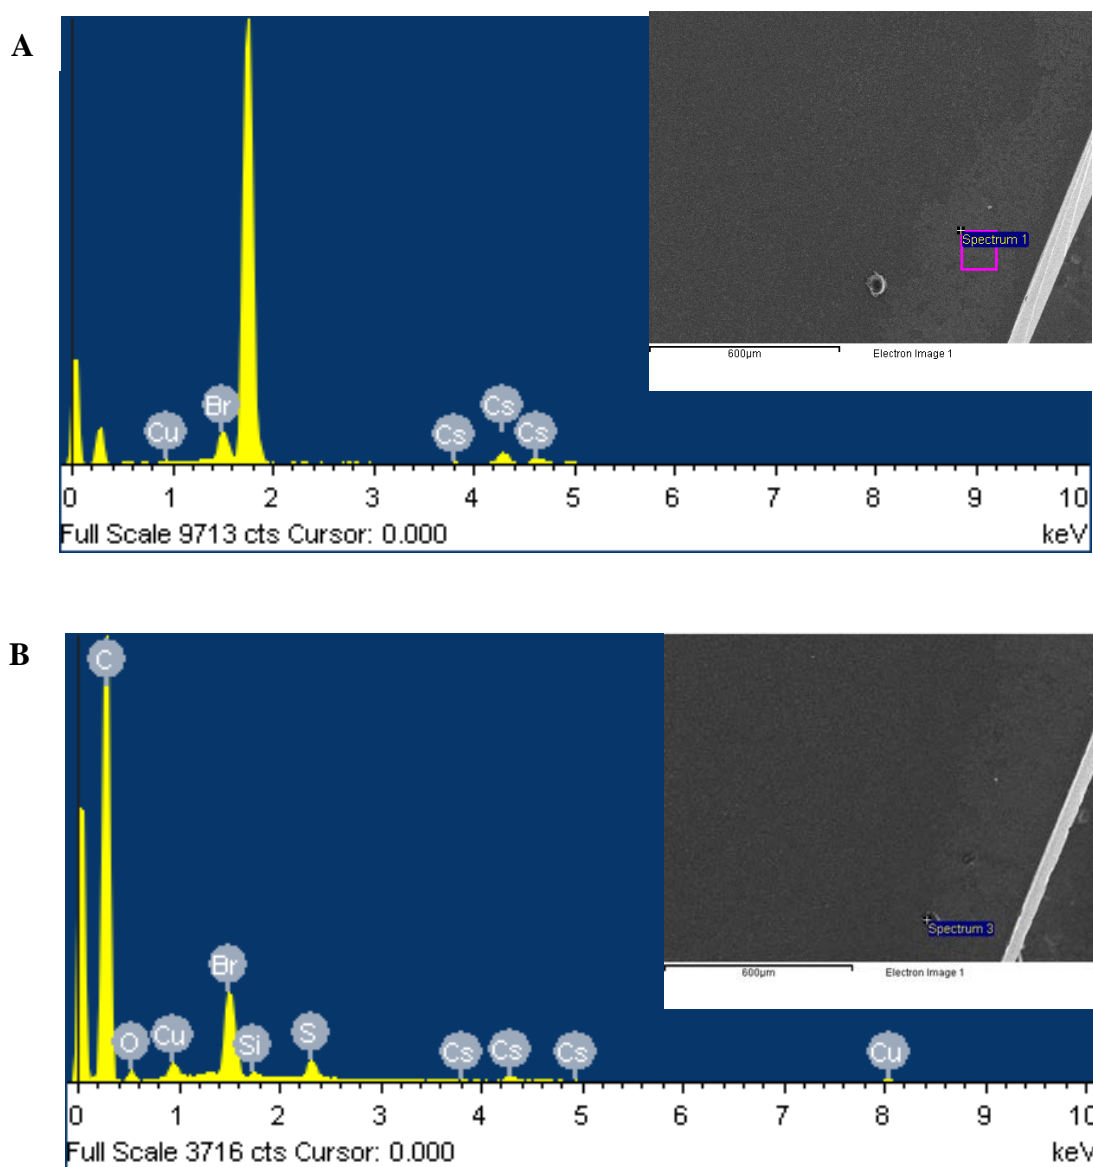 A
Spectrum 1
600µm Electron Image 1
Cs
Br Cs Cs
Cu
0 1 2 3 4 5 6 7 8 9 10
Full Scale 9713 cts Cursor: 0.000 keV
B
C
Spectrum 3
600µm Electron Image 1
Br
O Cu Si S Cs Cs Cs Cu
0 1 2 3 4 5 6 7 8 9 10
Full Scale 3716 cts Cursor: 0.000 keV